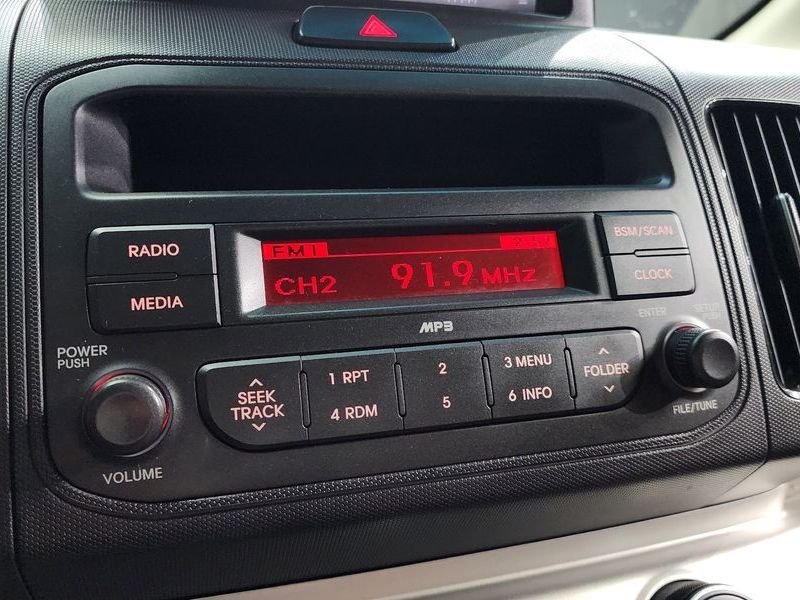 RADIO
MEDIA
FM1
CH2 91.9 MHz
BSM/SCAN
CLOCK
MP3
ENTER
SETUP
POWER
PUSH
VOLUME
SEEK
TRACK
1 RPT
4 RDM
2
5
3 MENU
6 INFO
FOLDER
FILE/TUNE